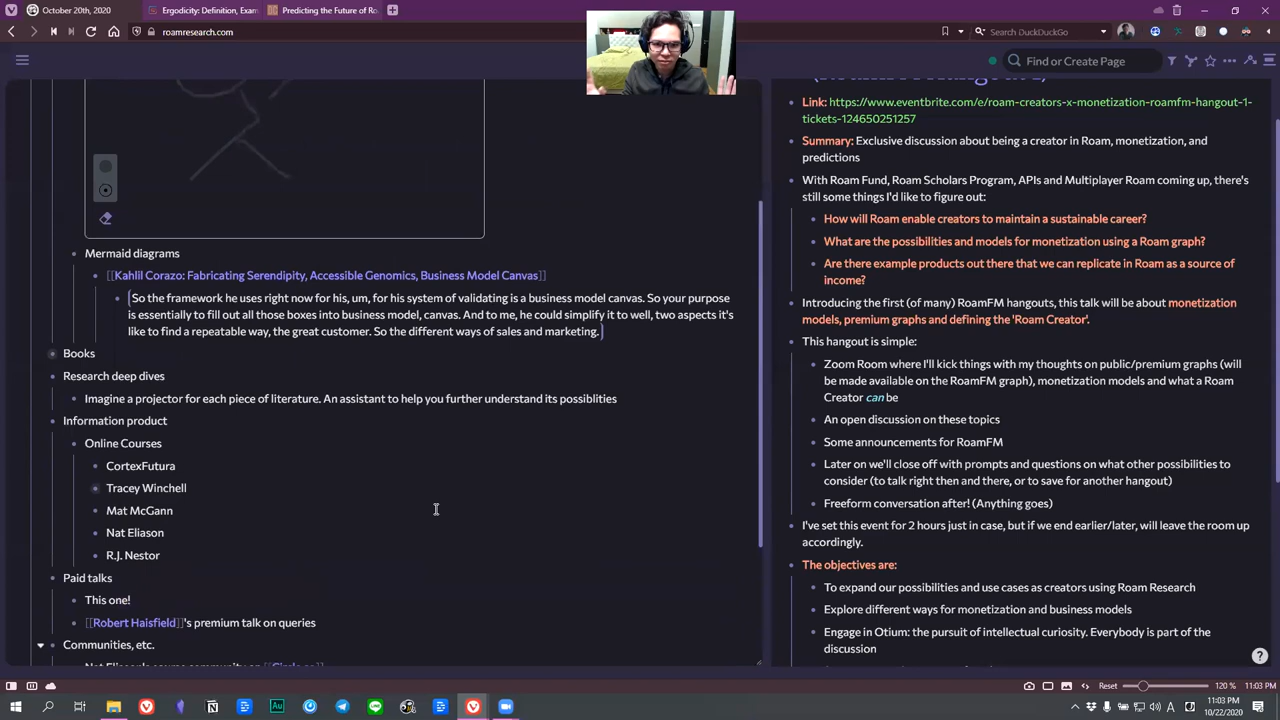 October 20th, 2020
Ergodicity: Definition, Exam
Predicting the Future of Ro
roamresearch.com
Search DuckDuckGo
Find or Create Page
Mermaid diagrams
[[Kahlil Corazo: Fabricating Serendipity, Accessible Genomics, Business Model Canvas]]
So the framework he uses right now for his, um, for his system of validating is a business model canvas. So your purpose
is efficiently to fill out all those boxes into business model, canvas. And to me, he could simplify it to well, two aspects it's
like to find a repeatable way, the great customer. So the different ways of sales and marketing.
Books
Research deep dives
Imagine a projector for each piece of literature. An assistant to help you further understand its possiblities
Information product
Online Courses
CortexFutura
Tracey Winchell
Mat McGann
Nat Eliason
R.J. Nestor
Paid talks
This one!
[[Robert Haisfield]]'s premium talk on queries
Communities, etc.
Link: https://www.eventbrite.com/e/roam-creators-x-monetization-roamfm-hangout-1-
tickets-124650251257
Summary: Exclusive discussion about being a creator in Roam, monetization, and
predictions
With Roam Fund, Roam Scholars Program, APIs and Multiplayer Roam coming up, there's
still some things I'd like to figure out:
How will Roam enable creators to maintain a sustainable career?
What are the possibilities and models for monetization using a Roam graph?
Are there example products out there that we can replicate in Roam as a source of
income?
Introducing the first (of many) RoamFM hangouts, this talk will be about monetization
models, premium graphs and defining the 'Roam Creator'.
This hangout is simple:
Zoom Room where I'll kick things with my thoughts on public/premium graphs (will
be made available on the RoamFM graph), monetization models and what a Roam
Creator can be
An open discussion on these topics
Some announcements for RoamFM
Later on we'll close off with prompts and questions on what other possibilities to
consider (to talk right then and there, or to save for another hangout)
Freeform conversation after! (Anything goes)
I've set this event for 2 hours just in case, but if we end earlier/later, will leave the room up
accordingly.
The objectives are:
To expand our possibilities and use cases as creators using Roam Research
Explore different ways for monetization and business models
Engage in Otium: the pursuit of intellectual curiosity. Everybody is part of the
discussion
Reset
120 %
11:03 PM
11:03 PM
10/22/2020